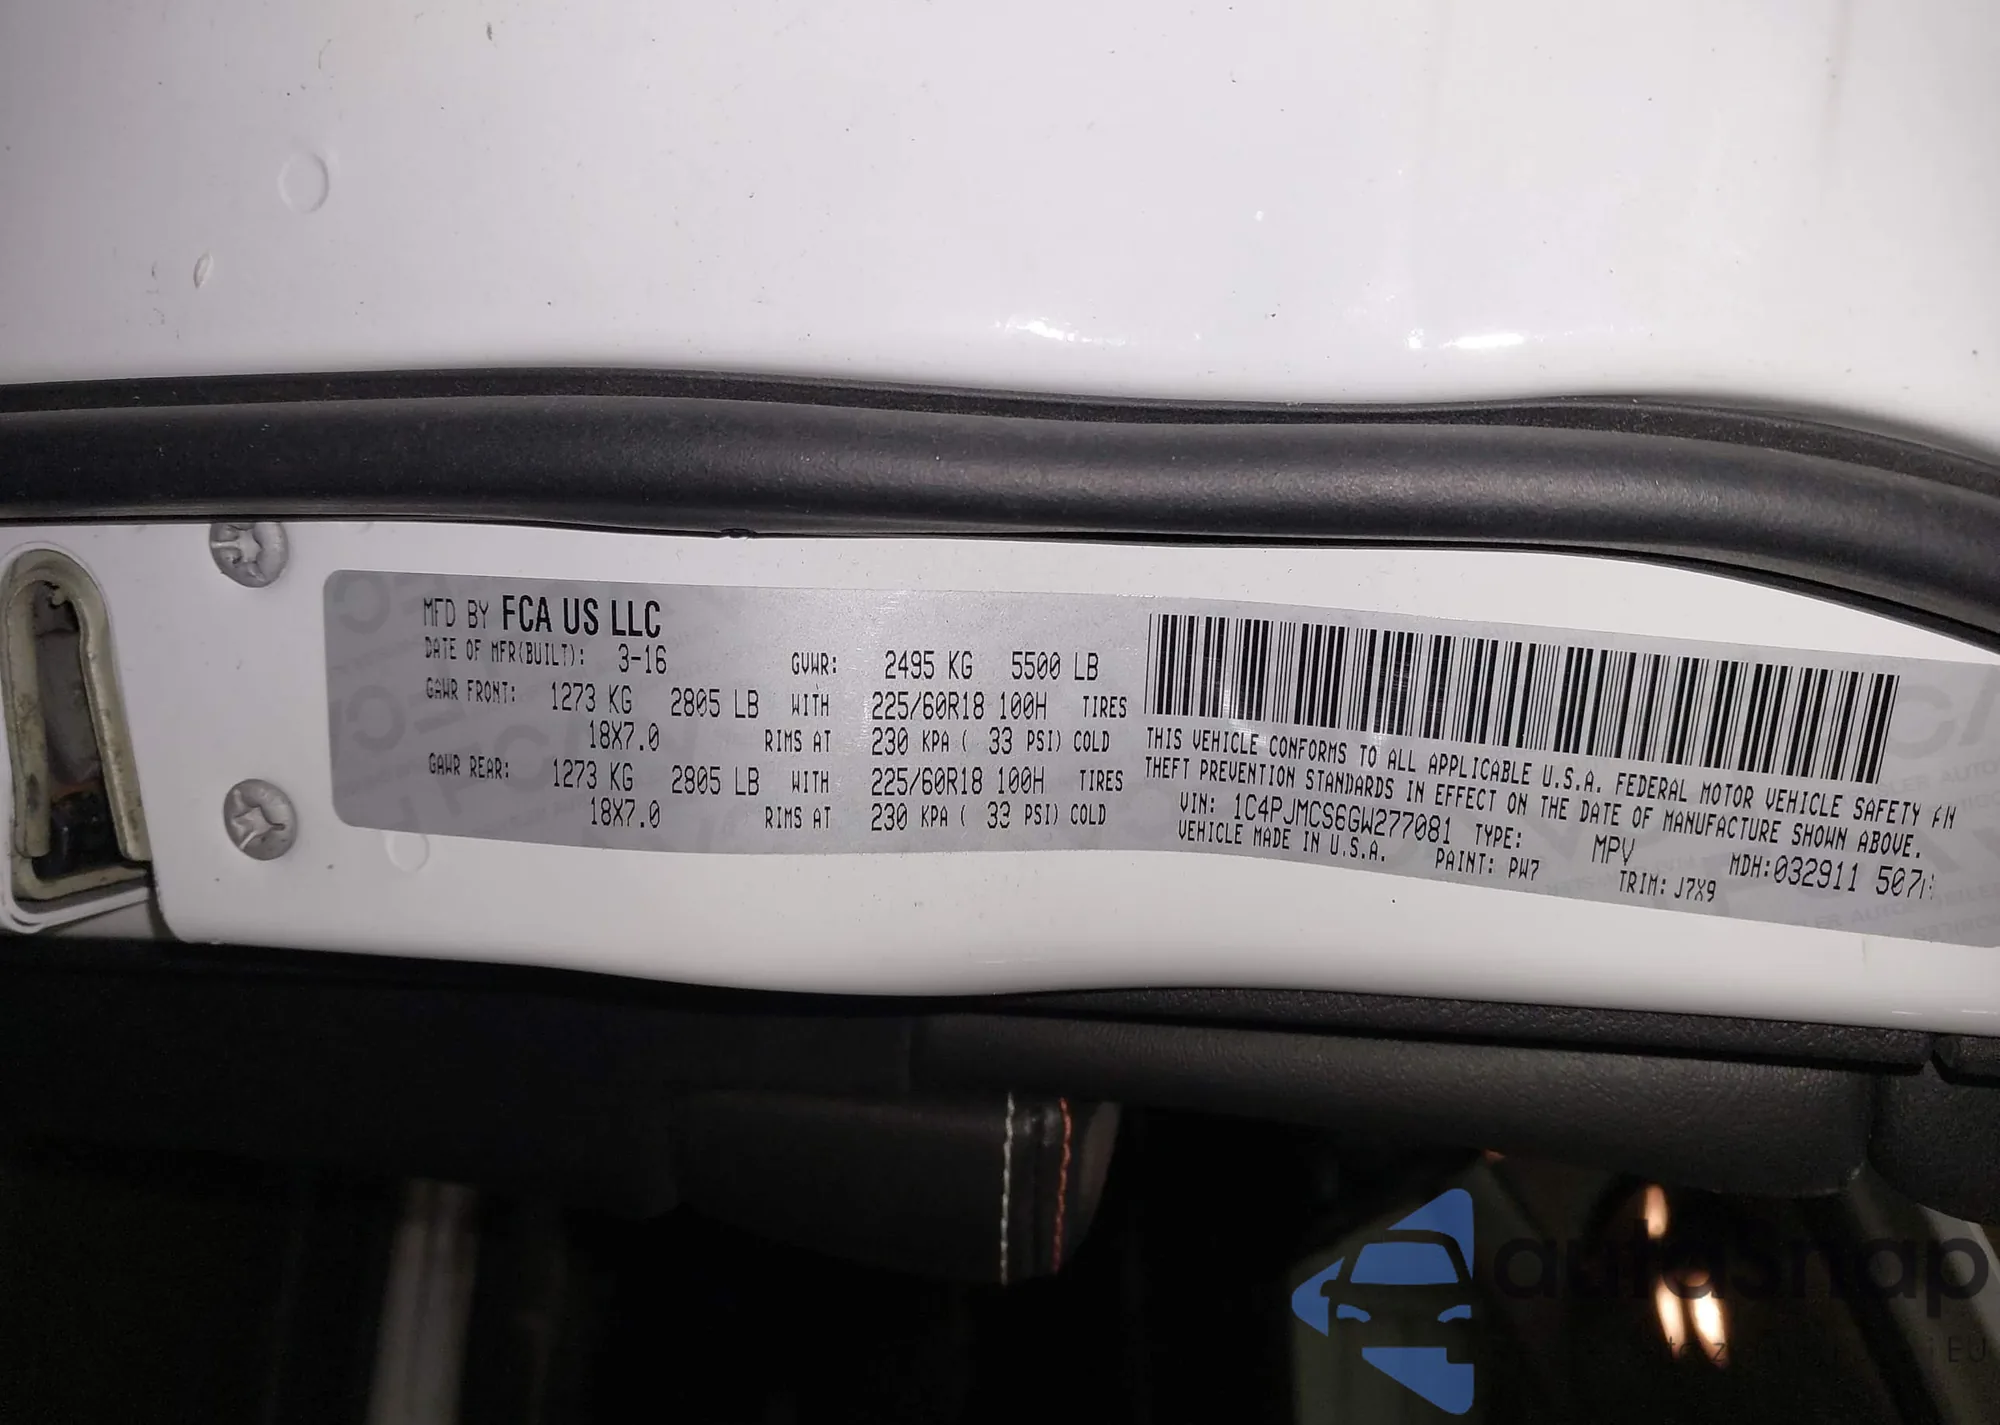 MFD BY FCA US LLC
DATE OF MFR(BUILT): 3-16 GVWR: 2495 KG 5500 LB
GAWR FRONT: 1273 KG 2805 LB WITH 225/60R18 100H TIRES
18X7.0 RIMS AT 230 KPA ( 33 PSI) COLD
GAWR REAR: 1273 KG 2805 LB WITH 225/60R18 100H TIRES
18X7.0 RIMS AT 230 KPA ( 33 PSI) COLD
THIS VEHICLE CONFORMS TO ALL APPLICABLE U.S.A. FEDERAL MOTOR VEHICLE SAFETY
THEFT PREVENTION STANDARDS IN EFFECT ON THE DATE OF MANUFACTURE SHOWN ABOVE.
VIN: 1C4PJMCS6GW277081 TYPE: MPV MDH:032911 507
VEHICLE MADE IN U.S.A. PAINT: PW7 TRIM: J7X9
autosnap